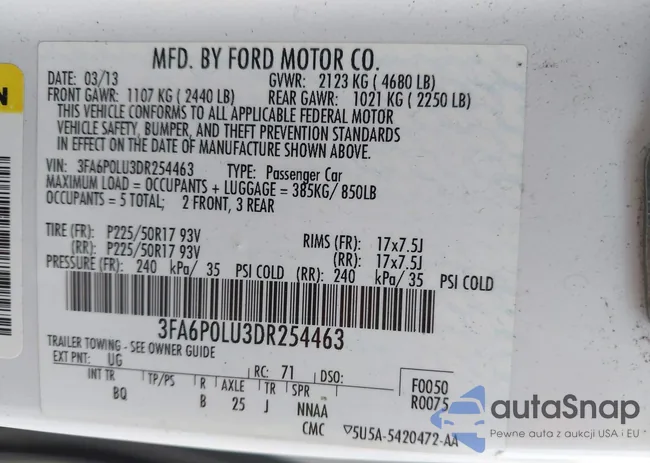 MFD. BY FORD MOTOR CO.
DATE: 03/13 GVWR: 2123 KG ( 4680 LB)
FRONT GAWR: 1107 KG ( 2440 LB) REAR GAWR: 1021 KG ( 2250 LB)
THIS VEHICLE CONFORMS TO ALL APPLICABLE FEDERAL MOTOR
VEHICLE SAFETY, BUMPER, AND THEFT PREVENTION STANDARDS
IN EFFECT ON THE DATE OF MANUFACTURE SHOWN ABOVE.
VIN: 3FA6P0LU3DR254463 TYPE: Passenger Car
MAXIMUM LOAD = OCCUPANTS + LUGGAGE = 385KG/ 850LB
OCCUPANTS = 5 TOTAL; 2 FRONT, 3 REAR
TIRE (FR): P225/50R17 93V RIMS (FR): 17x7.5J
(RR): P225/50R17 93V (RR): 17x7.5J
PRESSURE (FR): 240 kPa/ 35 PSI COLD (RR): 240 kPa/ 35 PSI COLD
3FA6P0LU3DR254463
TRAILER TOWING - SEE OWNER GUIDE
EXT PNT: UG RC: 71 DSO: F0050
INT TR TP/PS R AXLE TR SPR R0075
BQ B 25 J NNAA
CMC 5U5A-5420472-AA
N
autoSnap
Pewne auta z aukcji USA i EU